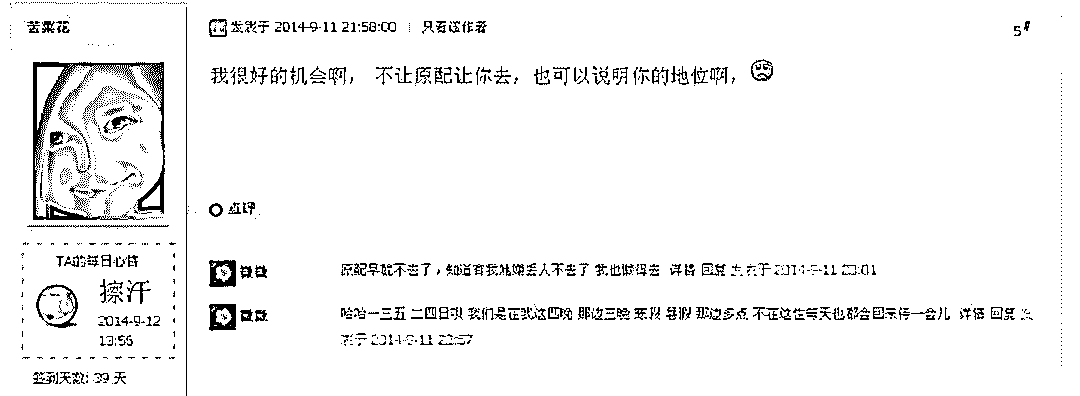 苦菜花
发表于 2014-9-11 21:58:00 | 只看该作者
5#
我很好的机会啊， 不让原配让你去，也可以说明你的地位啊，
点评
TA的每日心情
擦汗
2014-9-12
13:56
签到天数: 39 天
微微
原配早就不去了，知道有我她嫌丢人不去了 我也懒得去 详情 回复 发表于 2014-9-11 23:01
微微
哈哈一三五 二四日呗 我们是在我这四晚 那边三晚 寒假 暑假 那边多点 不在这住每天也都会回来待一会儿 详情 回复 发
表于 2014-9-11 22:57